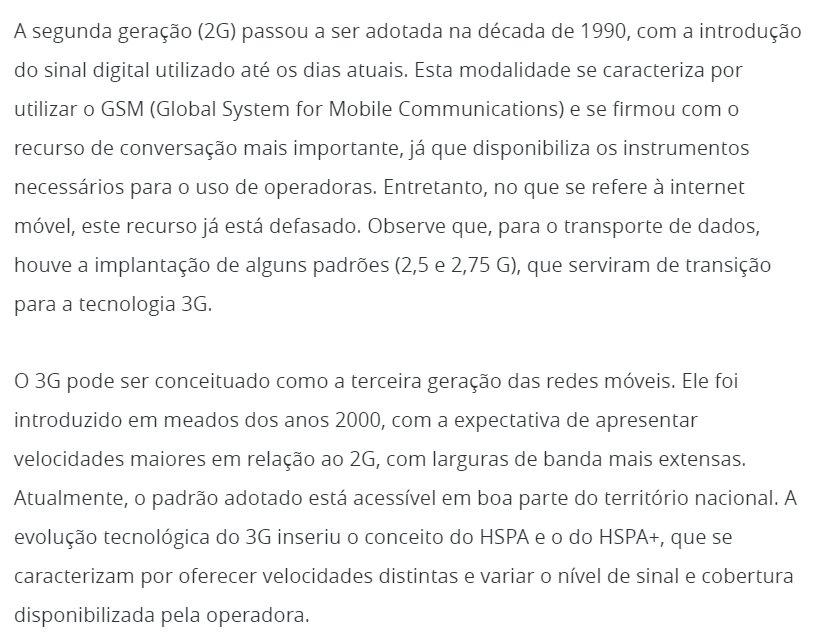 A segunda geração (2G) passou a ser adotada na década de 1990, com a introdução
do sinal digital utilizado até os dias atuais. Esta modalidade se caracteriza por
utilizar o GSM (Global System for Mobile Communications) e se firmou com o
recurso de conversação mais importante, já que disponibiliza os instrumentos
necessários para o uso de operadoras. Entretanto, no que se refere à internet
móvel, este recurso já está defasado. Observe que, para o transporte de dados,
houve a implantação de alguns padrões (2,5 e 2,75 G), que serviram de transição
para a tecnologia 3G.
O 3G pode ser conceituado como a terceira geração das redes móveis. Ele foi
introduzido em meados dos anos 2000, com a expectativa de apresentar
velocidades maiores em relação ao 2G, com larguras de banda mais extensas.
Atualmente, o padrão adotado está acessível em boa parte do território nacional. A
evolução tecnológica do 3G inseriu o conceito do HSPA e o do HSPA+, que se
caracterizam por oferecer velocidades distintas e variar o nível de sinal e cobertura
disponibilizada pela operadora.